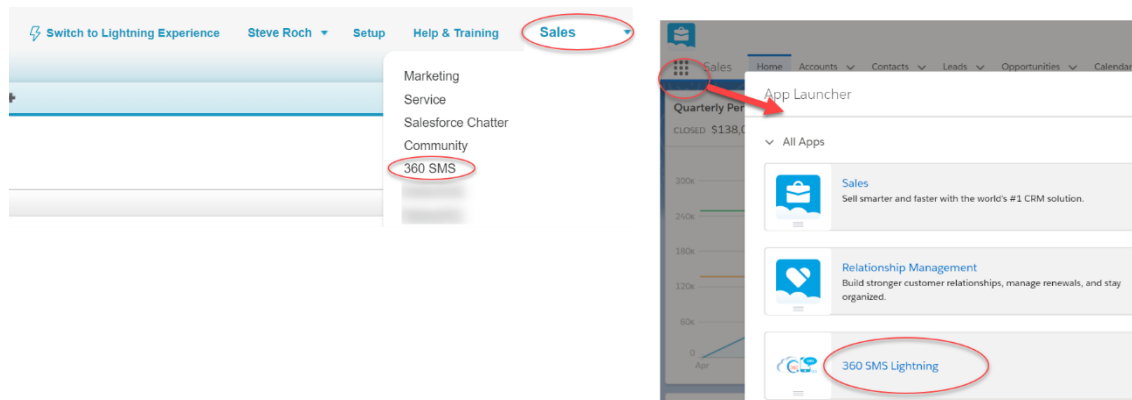 Switch to Lightning Experience Steve Roch Setup Help & Training Sales
Marketing
Service
Salesforce Chatter
Community
360 SMS
Sales Home Accounts Contacts Leads Opportunities Calendar
App Launcher
Quarterly Per
CLOSED $138,0
All Apps
300K
240K
180K
120K
60K
0
Apr
Sales
Sell smarter and faster with the world's #1 CRM solution.
Relationship Management
Build stronger customer relationships, manage renewals, and stay
organized.
360 SMS Lightning